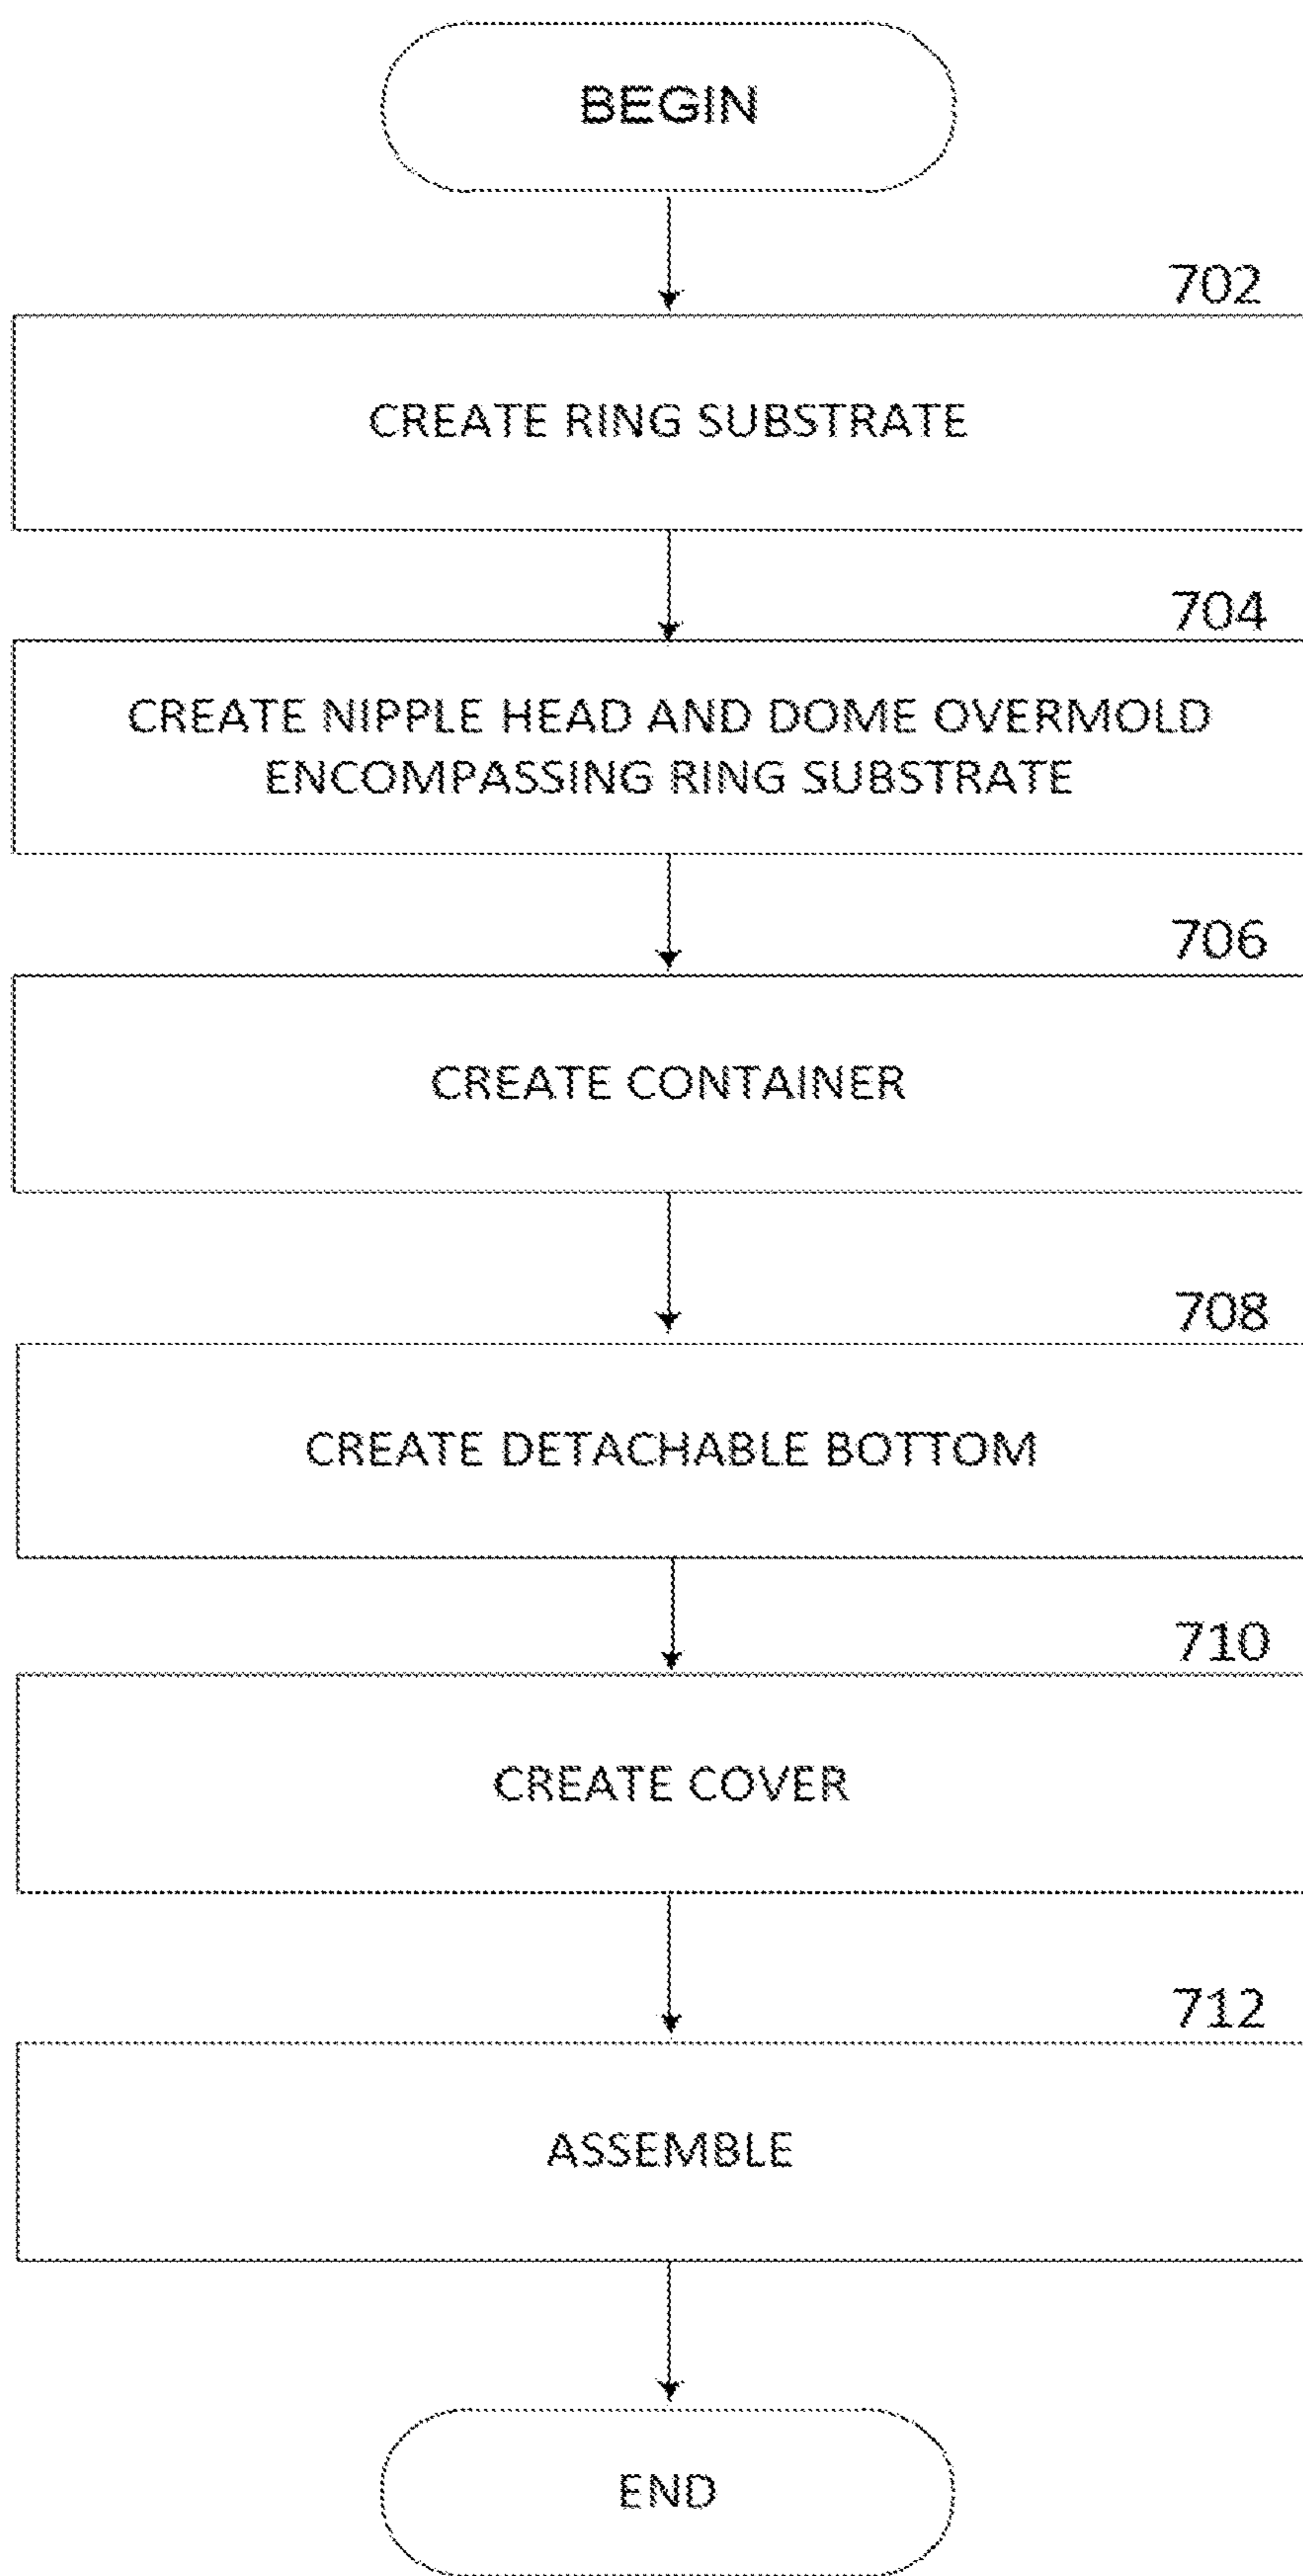 BEGIN
702
CREATE RING SUBSTRATE
704
CREATE NIPPLE HEAD AND DOME OVERMOLD
ENCOMPASSING RING SUBSTRATE
706
CREATE CONTAINER
708
CREATE DETACHABLE BOTTOM
710
CREATE COVER
712
ASSEMBLE
END